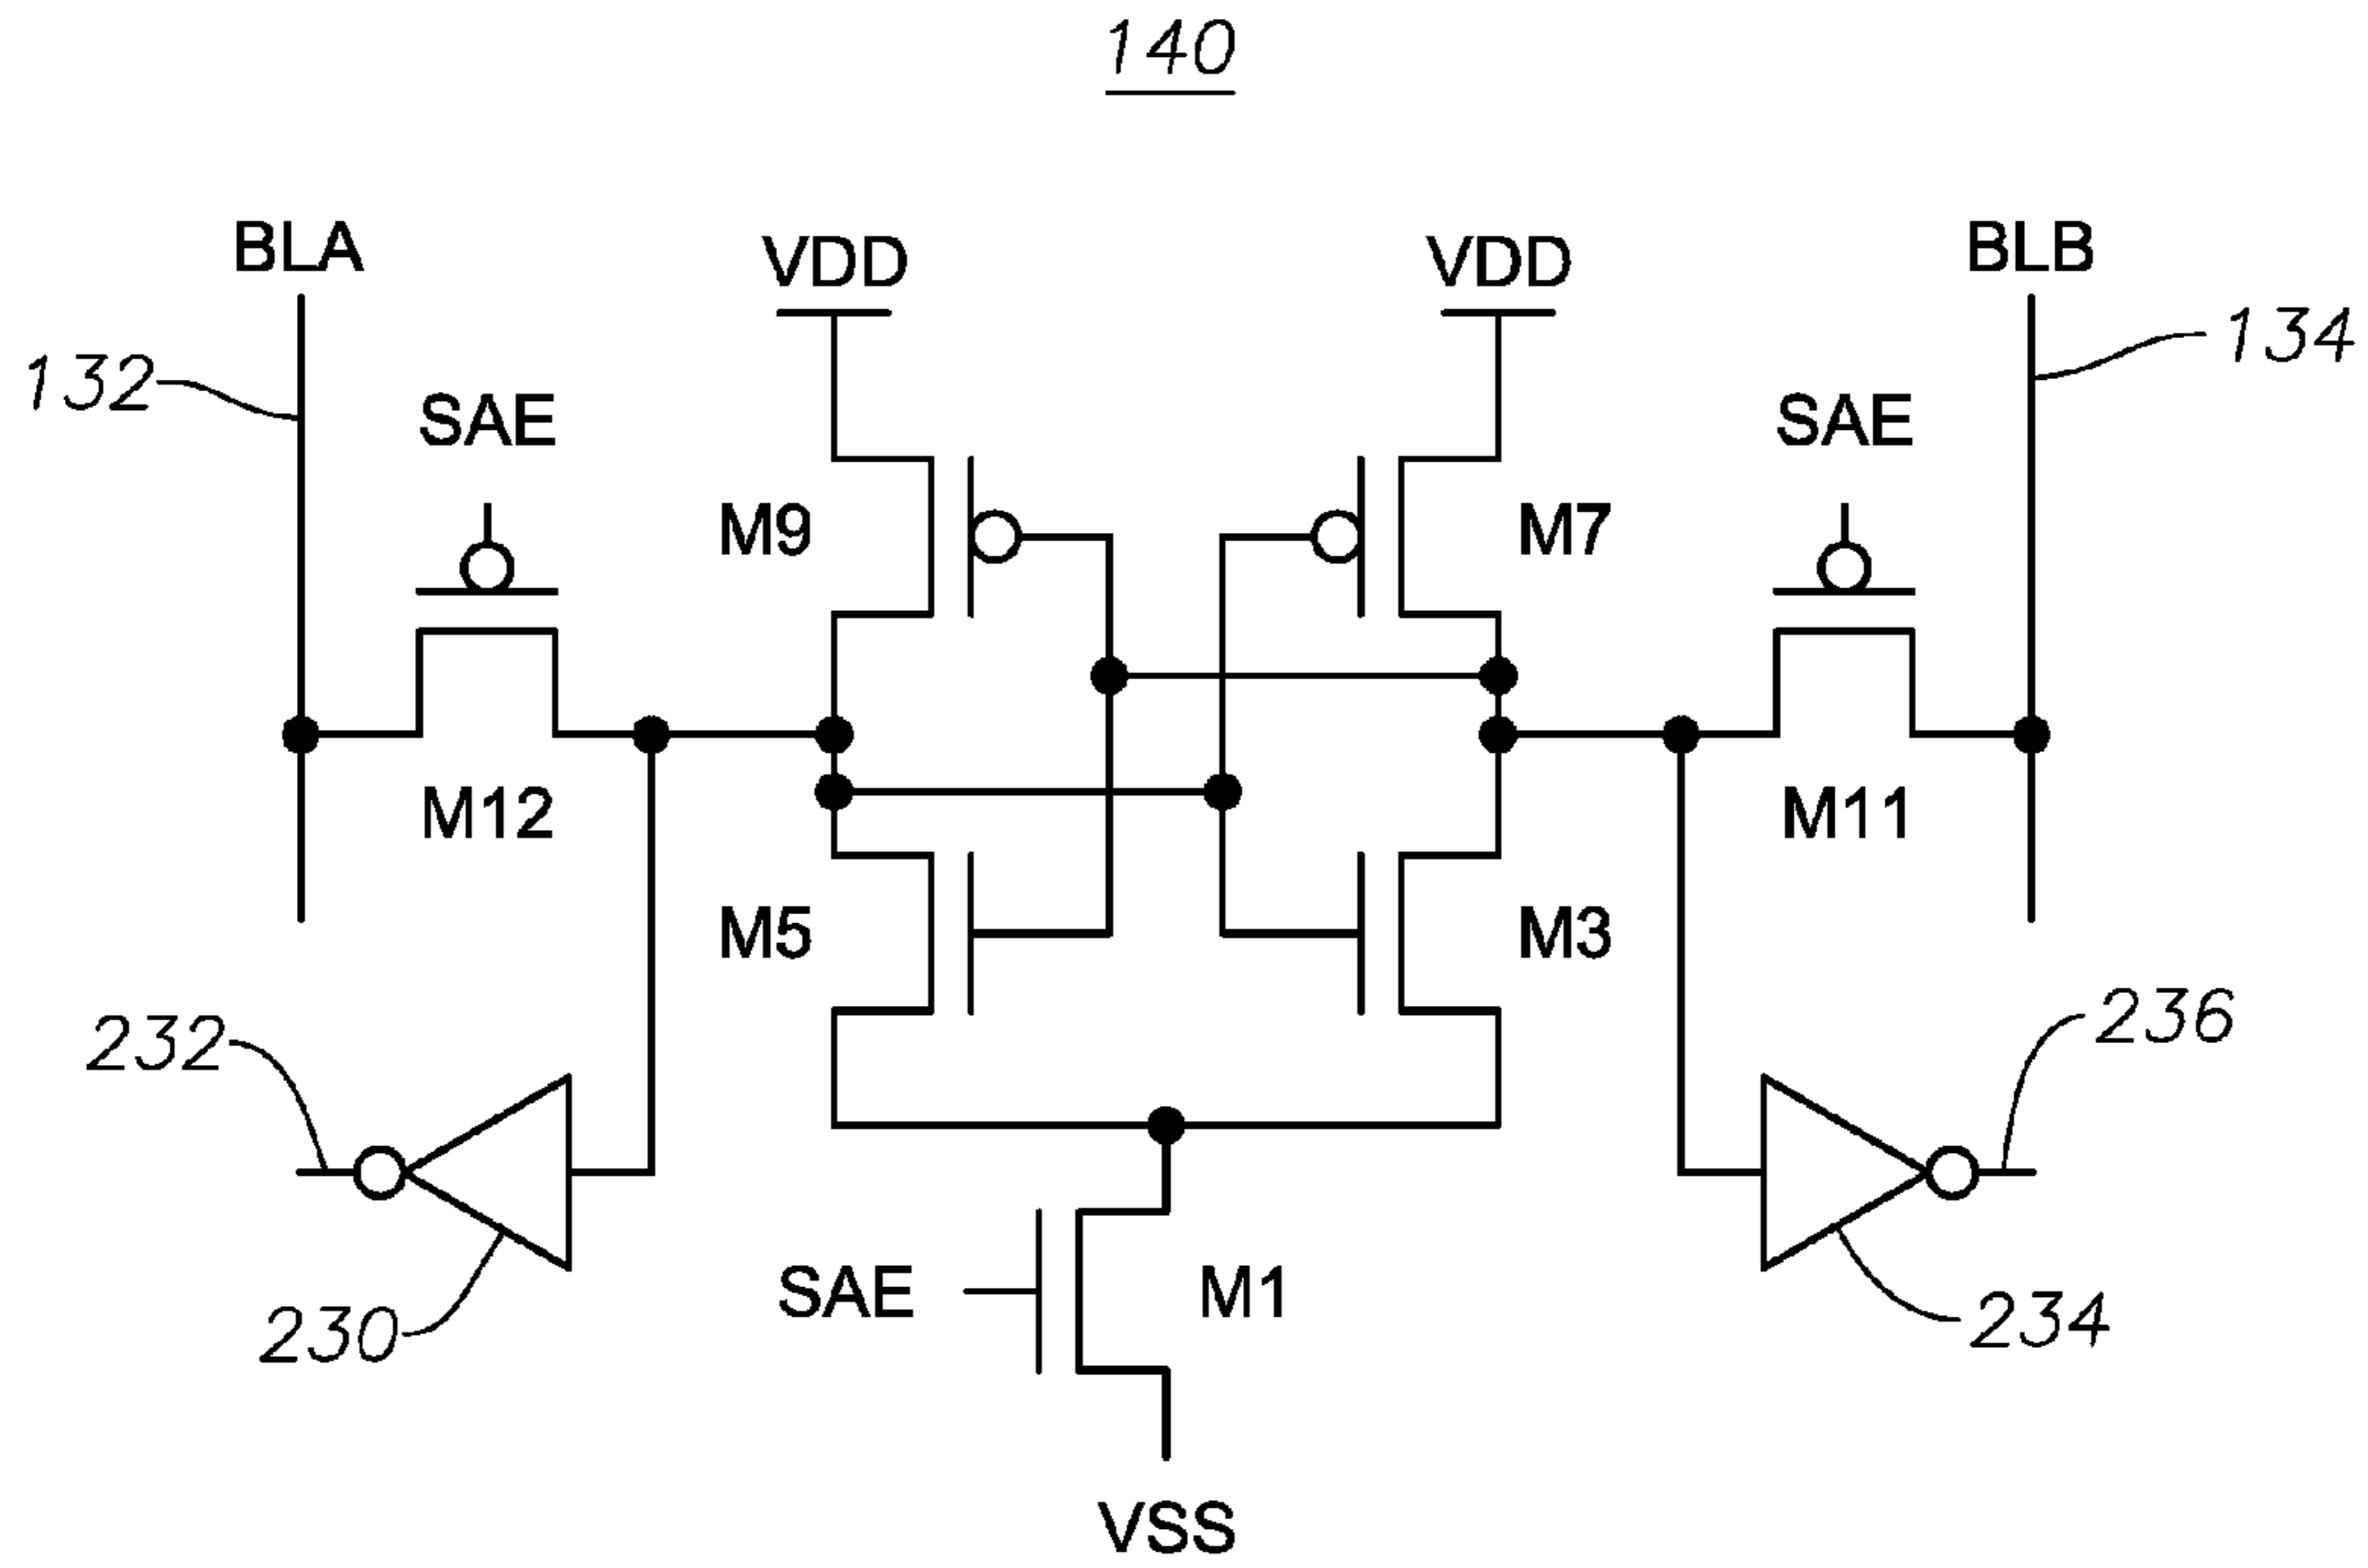 140
BLA
VDD
VDD
BLB
132
134
SAE
SAE
M9
M7
M12
M11
M5
M3
232
236
230
SAE
M1
234
VSS